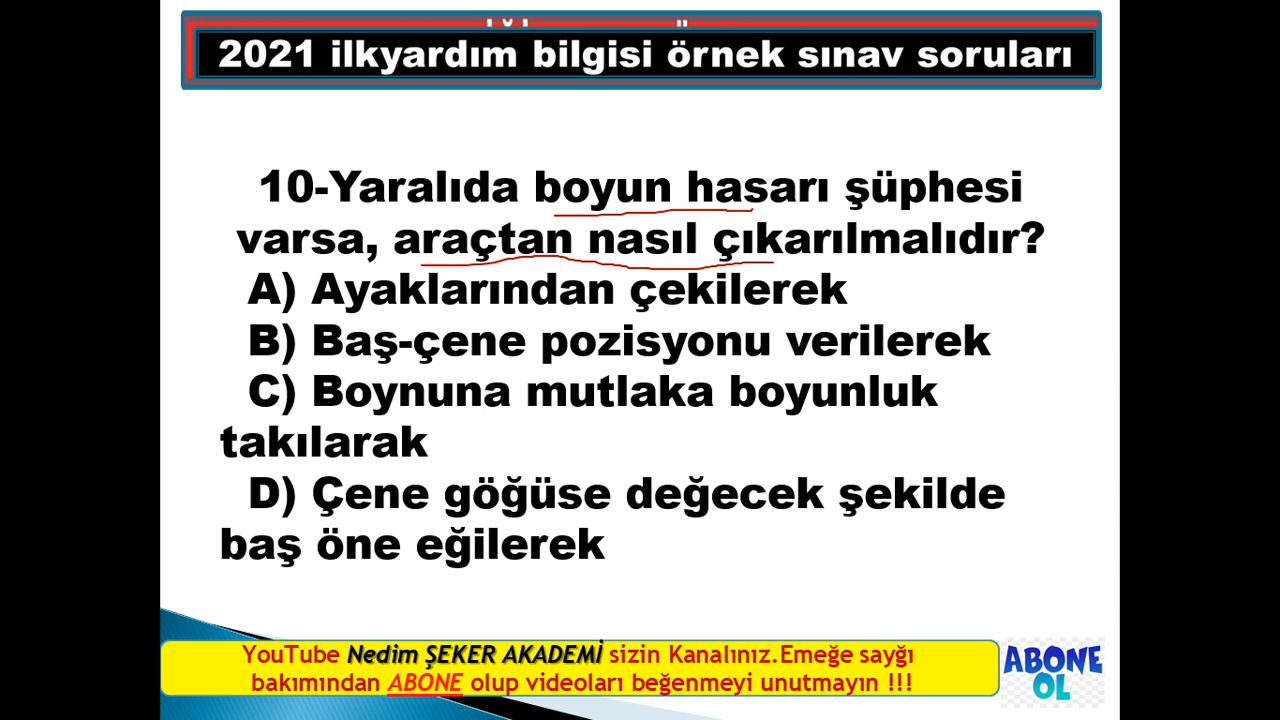 2021 ilkyardım bilgisi örnek sınav soruları
10-Yaralıda boyun hasarı şüphesi
varsa, araçtan nasıl çıkarılmalıdır?
A) Ayaklarından çekilerek
B) Baş-çene pozisyonu verilerek
C) Boynuna mutlaka boyunluk
takılarak
D) Çene göğüse değecek şekilde
baş öne eğilerek
YouTube Nedim ŞEKER AKADEMİ sizin Kanalınız.Emeğe sayğı
bakımından ABONE olup videoları beğenmeyi unutmayın !!!
ABONE
OL